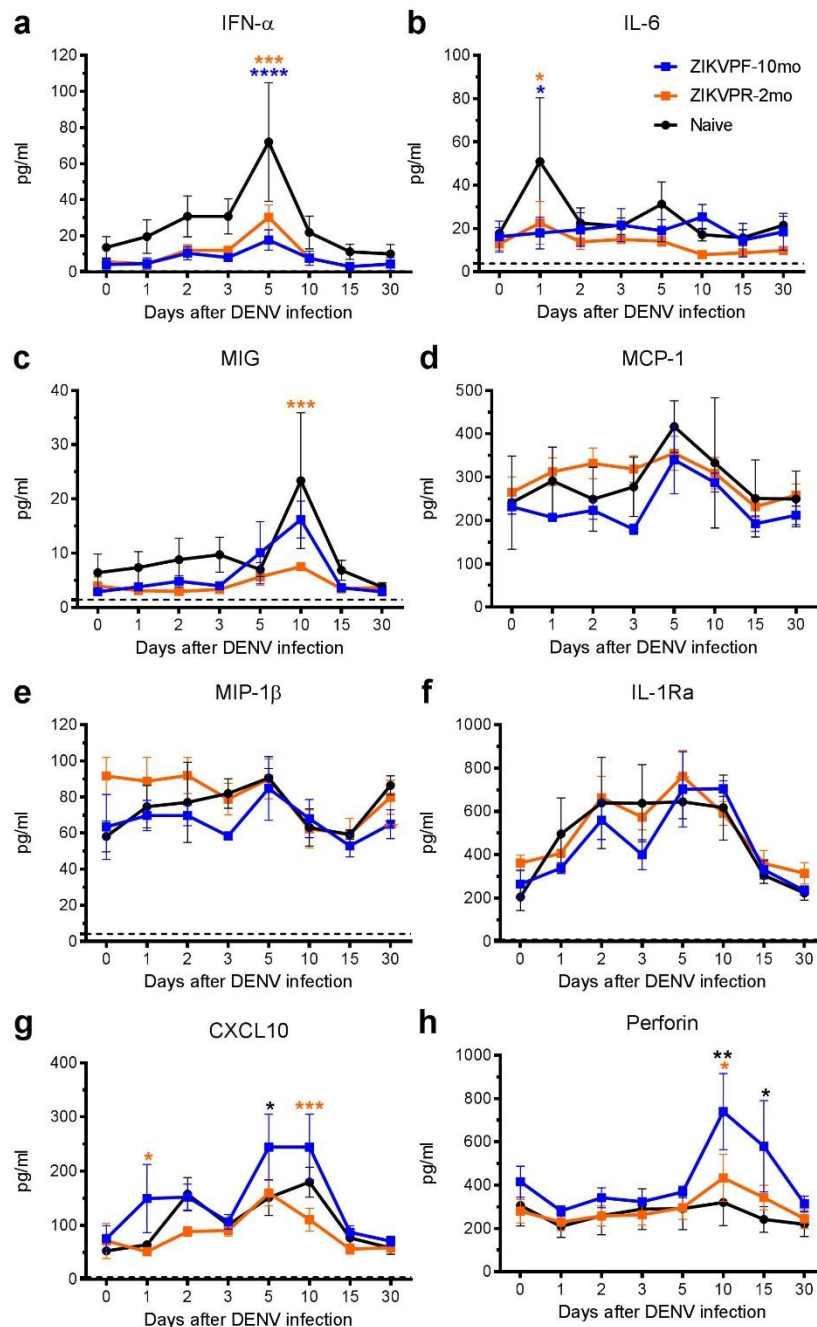 a
IFN-α
120
100
80
60
40
20
0
pg/ml
***
****
0 1 2 3 5 10 15 30
Days after DENV infection
b
IL-6
100
80
60
40
20
0
pg/ml
*
*
ZIKVPF-10mo
ZIKVPR-2mo
Naive
0 1 2 3 5 10 15 30
Days after DENV infection
c
MIG
40
30
20
10
0
pg/ml
***
0 1 2 3 5 10 15 30
Days after DENV infection
d
MCP-1
500
400
300
200
100
0
pg/ml
0 1 2 3 5 10 15 30
Days after DENV infection
e
MIP-1β
120
100
80
60
40
20
0
pg/ml
0 1 2 3 5 10 15 30
Days after DENV infection
f
IL-1Ra
1000
800
600
400
200
0
pg/ml
0 1 2 3 5 10 15 30
Days after DENV infection
g
CXCL10
400
300
200
100
0
pg/ml
*
*
***
0 1 2 3 5 10 15 30
Days after DENV infection
h
Perforin
1000
800
600
400
200
0
pg/ml
**
*
*
0 1 2 3 5 10 15 30
Days after DENV infection